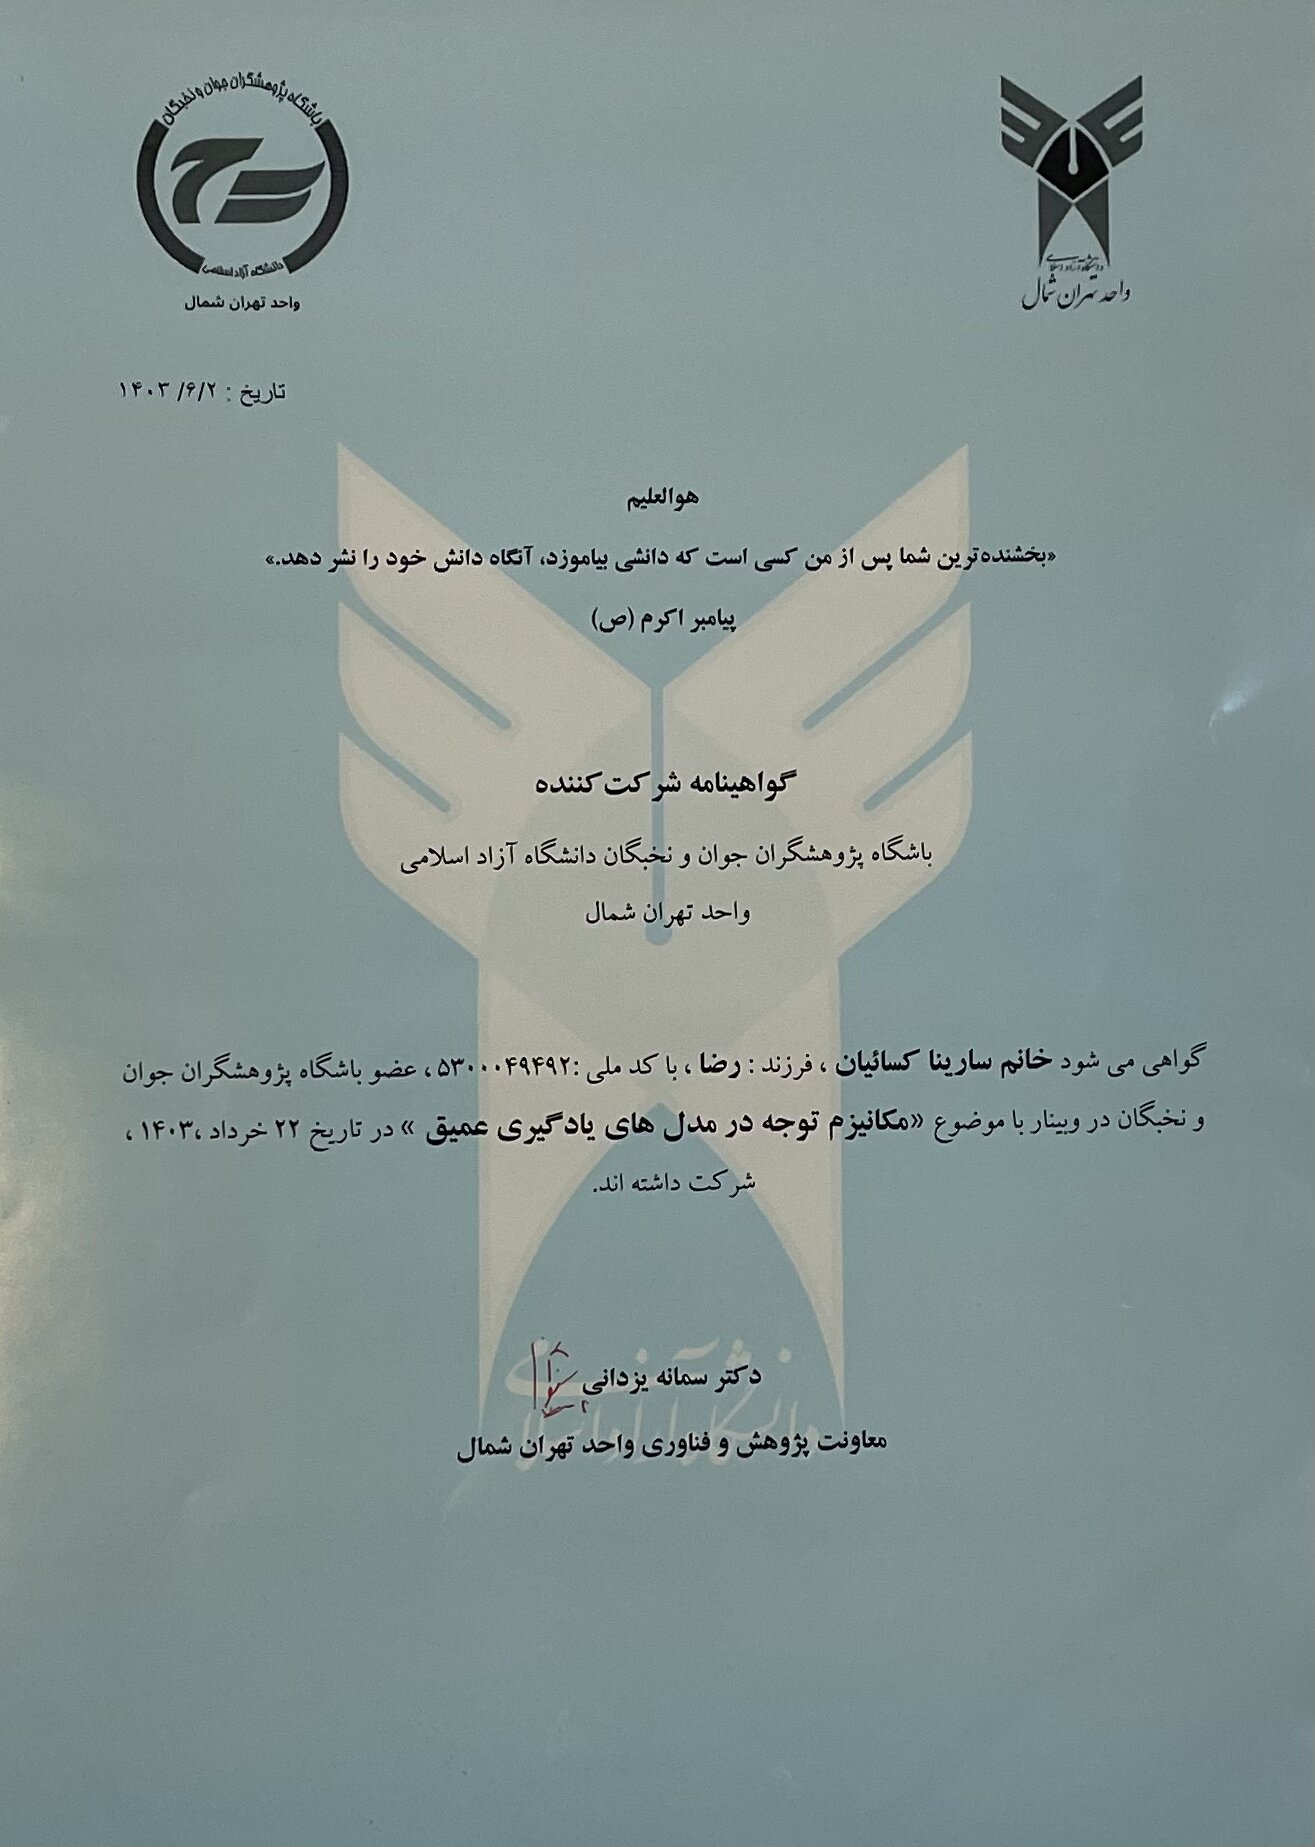 باشگاه پژوهشگران جوان و نخبگان
دانشگاه آزاد اسلامی
واحد تهران شمال
دانشگاه آزاد اسلامی
واحد تهران شمال
تاریخ : ۱۴۰۳/۶/۲
هوالعلیم
«بخشنده‌ترین شما پس از من کسی است که دانشی بیاموزد، آنگاه دانش خود را نشر دهد.»
پیامبر اکرم (ص)
گواهینامه شرکت‌کننده
باشگاه پژوهشگران جوان و نخبگان دانشگاه آزاد اسلامی
واحد تهران شمال
گواهی می شود خانم سارینا کسائیان ، فرزند : رضا ، با کد ملی :۵۳۰۰۰۴۹۴۹۲ ، عضو باشگاه پژوهشگران جوان
و نخبگان در وبینار با موضوع «مکانیزم توجه در مدل های یادگیری عمیق » در تاریخ ۲۲ خرداد ،۱۴۰۳ ،
شرکت داشته اند.
دکتر سمانه یزدانی
معاونت پژوهش و فناوری واحد تهران شمال
دانشگاه آزاد اسلامی